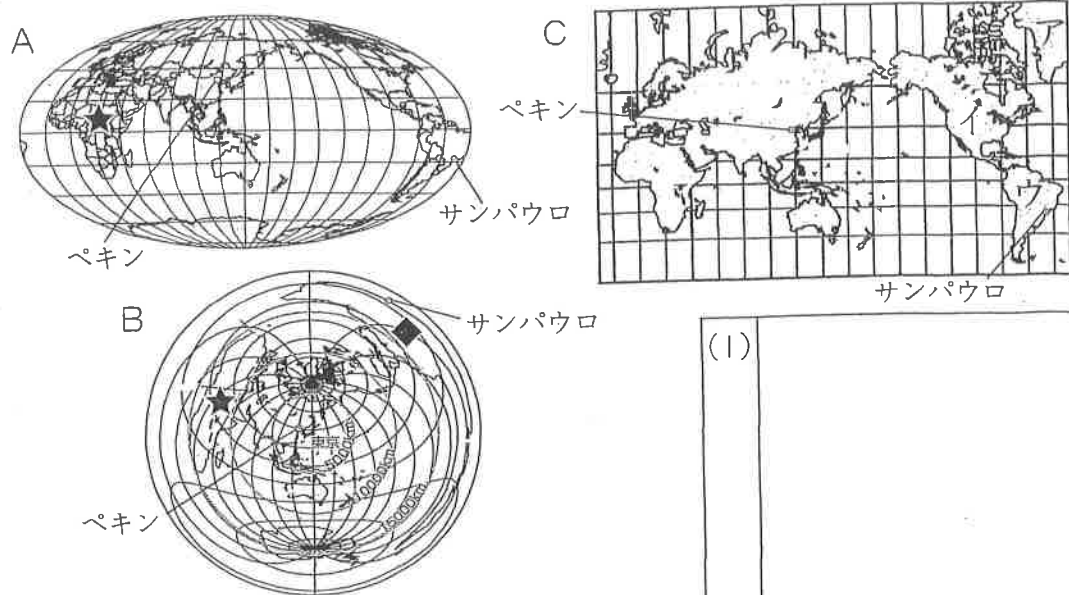 A
ペキン
サンパウロ
B
サンパウロ
東京
5000km
10000km
15000km
ペキン
C
ペキン
ア
イ
ウ
サンパウロ
(1)